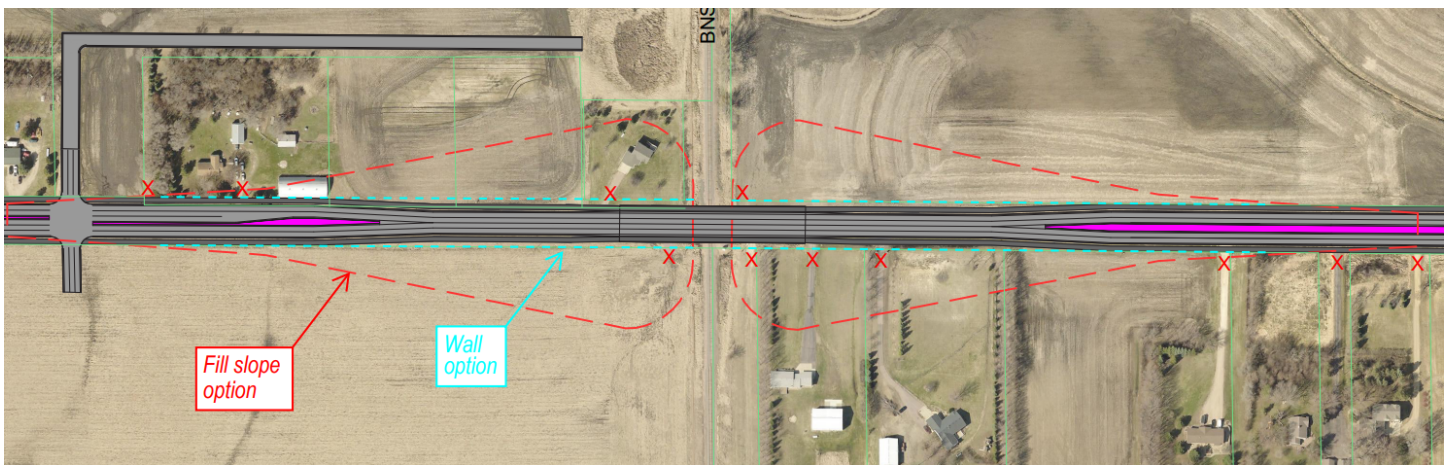 BNS
Fill slope
option
Wall
option
X X X X
X X X X X X X